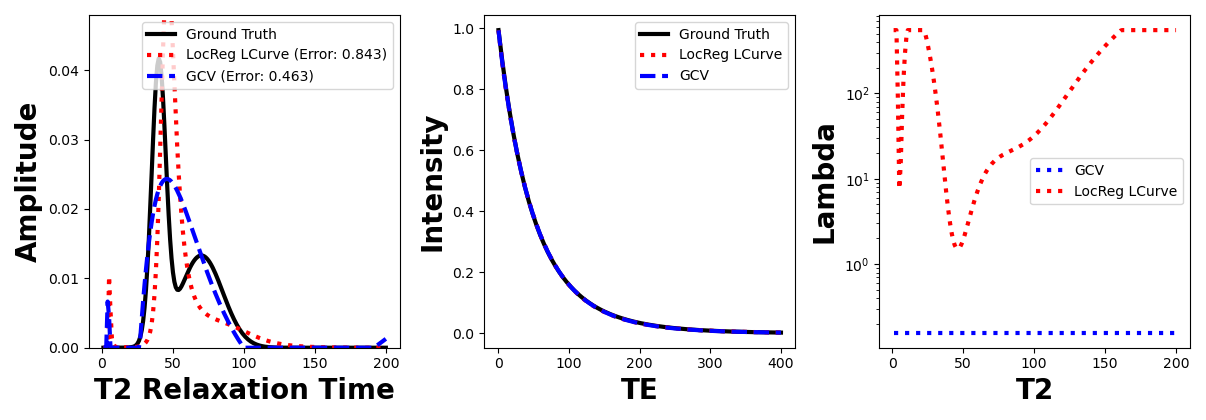 Ground Truth
LocReg LCurve (Error: 0.843)
GCV (Error: 0.463)
Amplitude
0.04
0.03
0.02
0.01
0.00
0
50
100
150
200
T2 Relaxation Time
Ground Truth
LocReg LCurve
GCV
Intensity
1.0
0.8
0.6
0.4
0.2
0.0
0
100
200
300
400
TE
GCV
LocReg LCurve
Lambda
10²
10¹
10⁰
0
50
100
150
200
T2